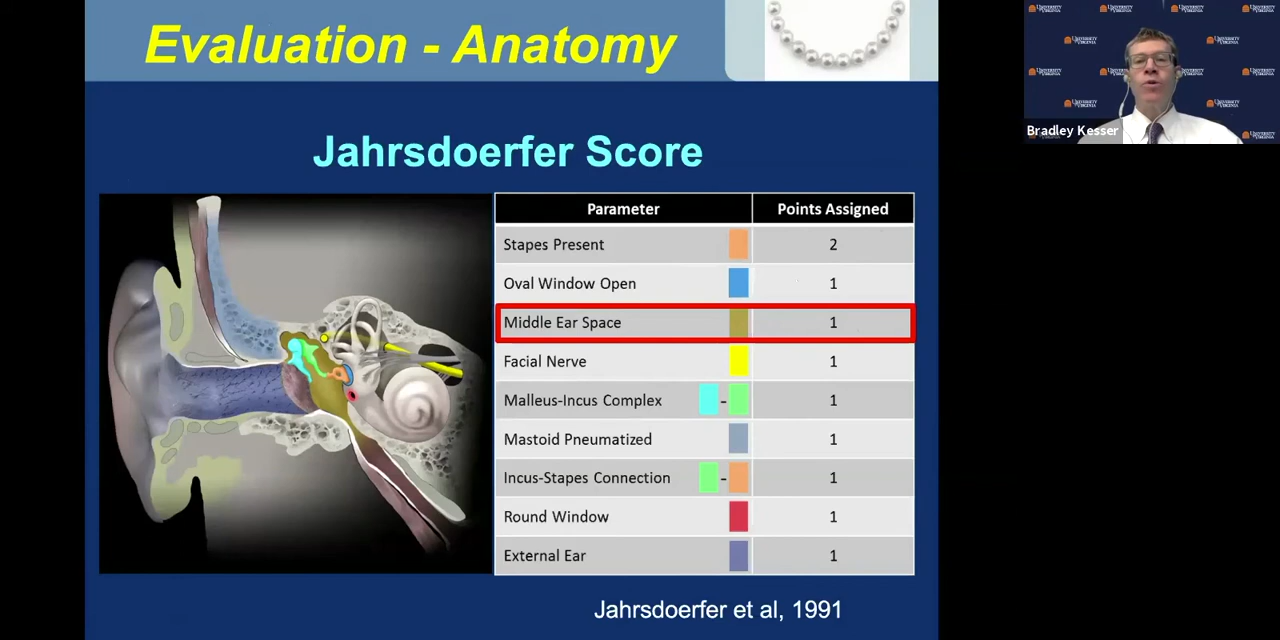 Evaluation - Anatomy
Jahrsdoerfer Score
Parameter Points Assigned
Stapes Present 2
Oval Window Open 1
Middle Ear Space 1
Facial Nerve 1
Malleus-Incus Complex - 1
Mastoid Pneumatized 1
Incus-Stapes Connection - 1
Round Window 1
External Ear 1
Jahrsdoerfer et al, 1991
UNIVERSITY VIRGINIA
Bradley Kesser